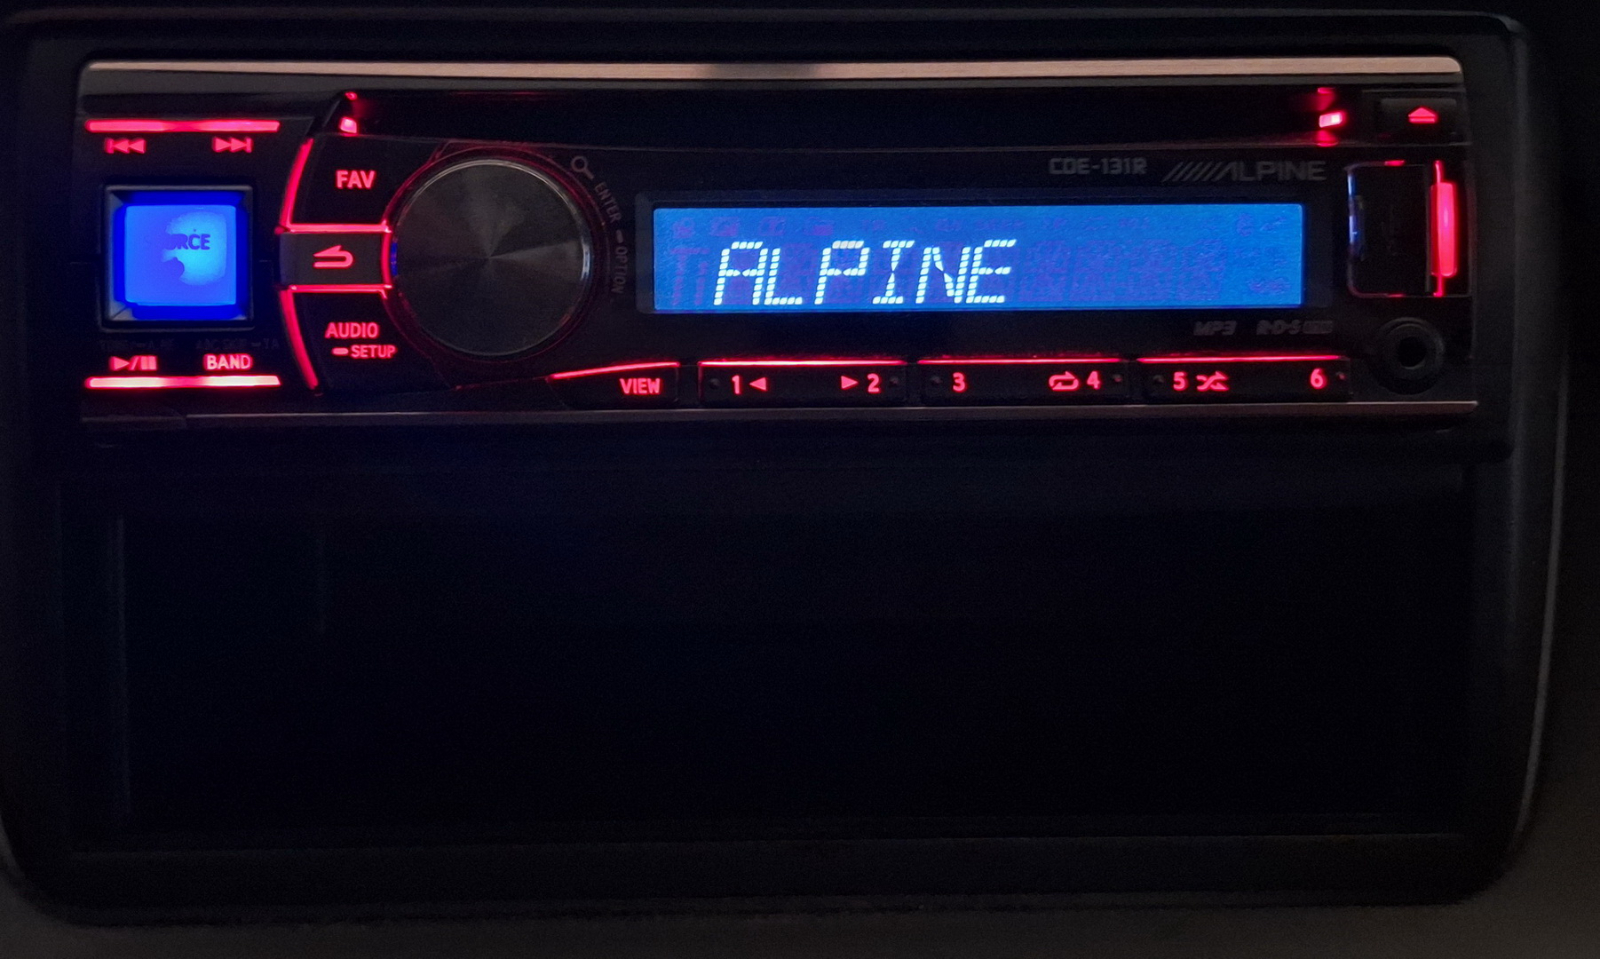 FAV
CDE-131R ALPINE
ENTER
OPTION
ALPINE
AUDIO
SETUP
MP3 R·D·S
BAND
VIEW
1
2
3
4
5
6